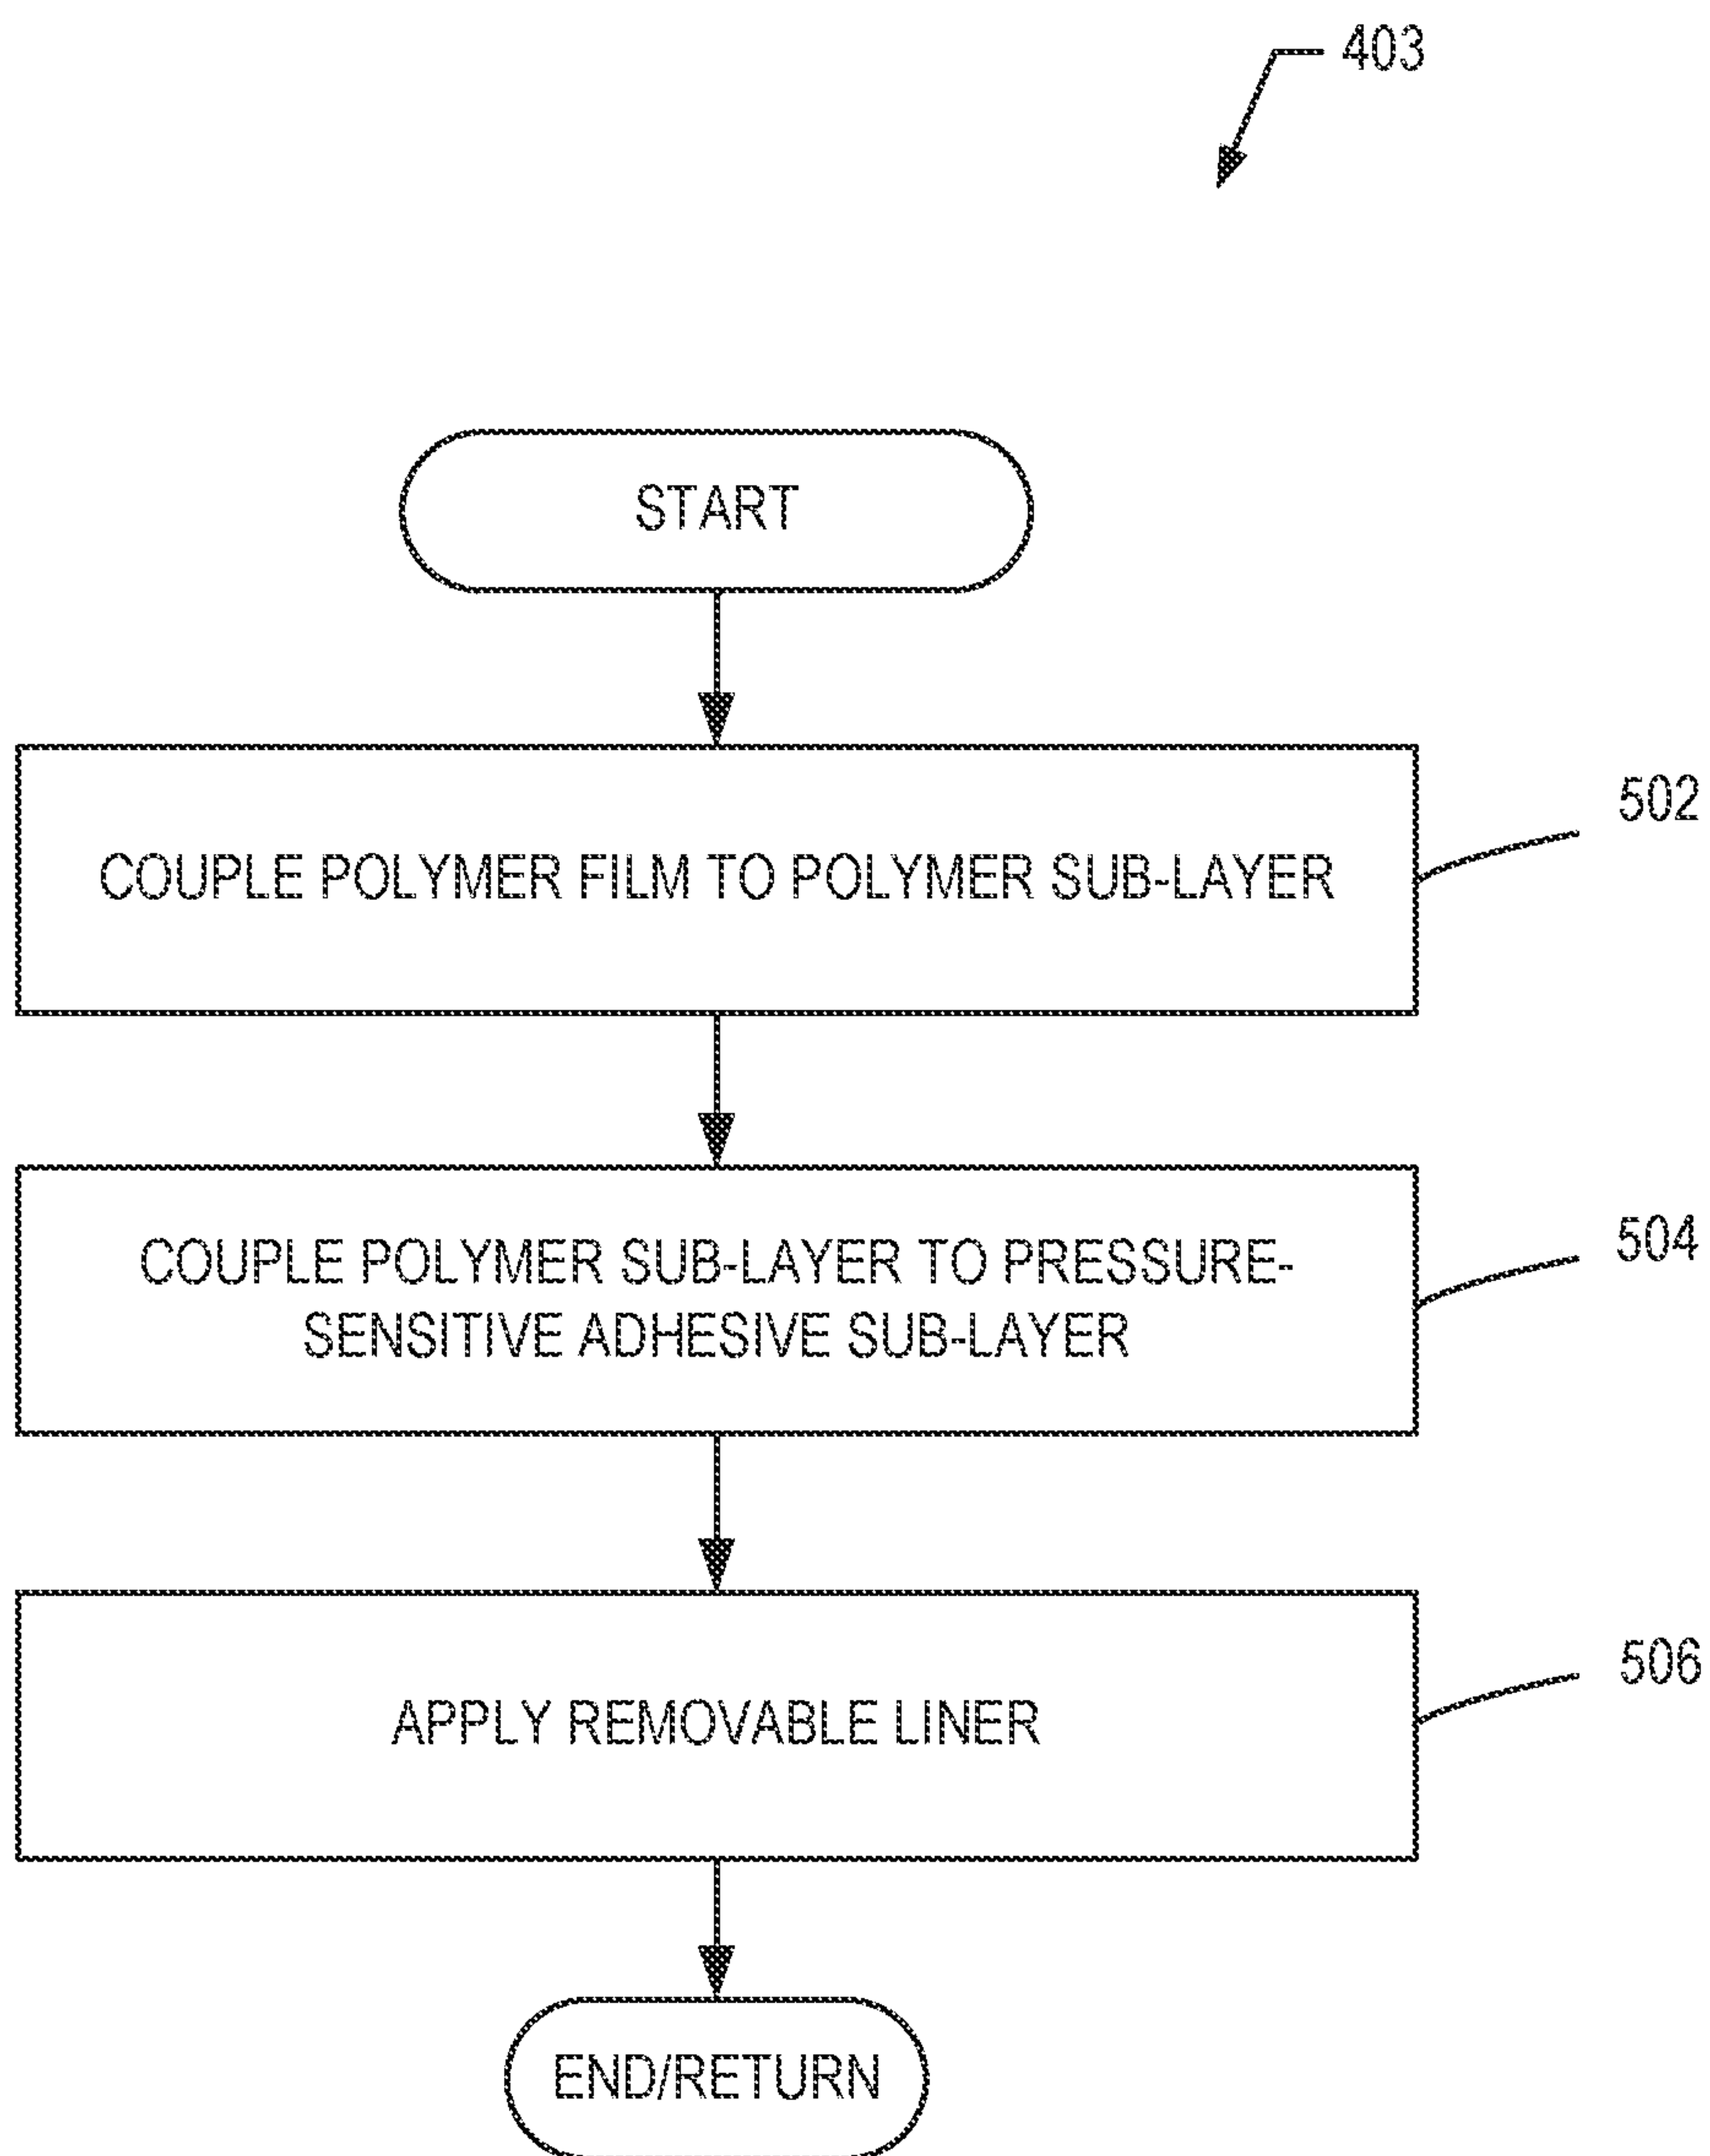 403
START
502
COUPLE POLYMER FILM TO POLYMER SUB-LAYER
504
COUPLE POLYMER SUB-LAYER TO PRESSURE-
SENSITIVE ADHESIVE SUB-LAYER
506
APPLY REMOVABLE LINER
END/RETURN